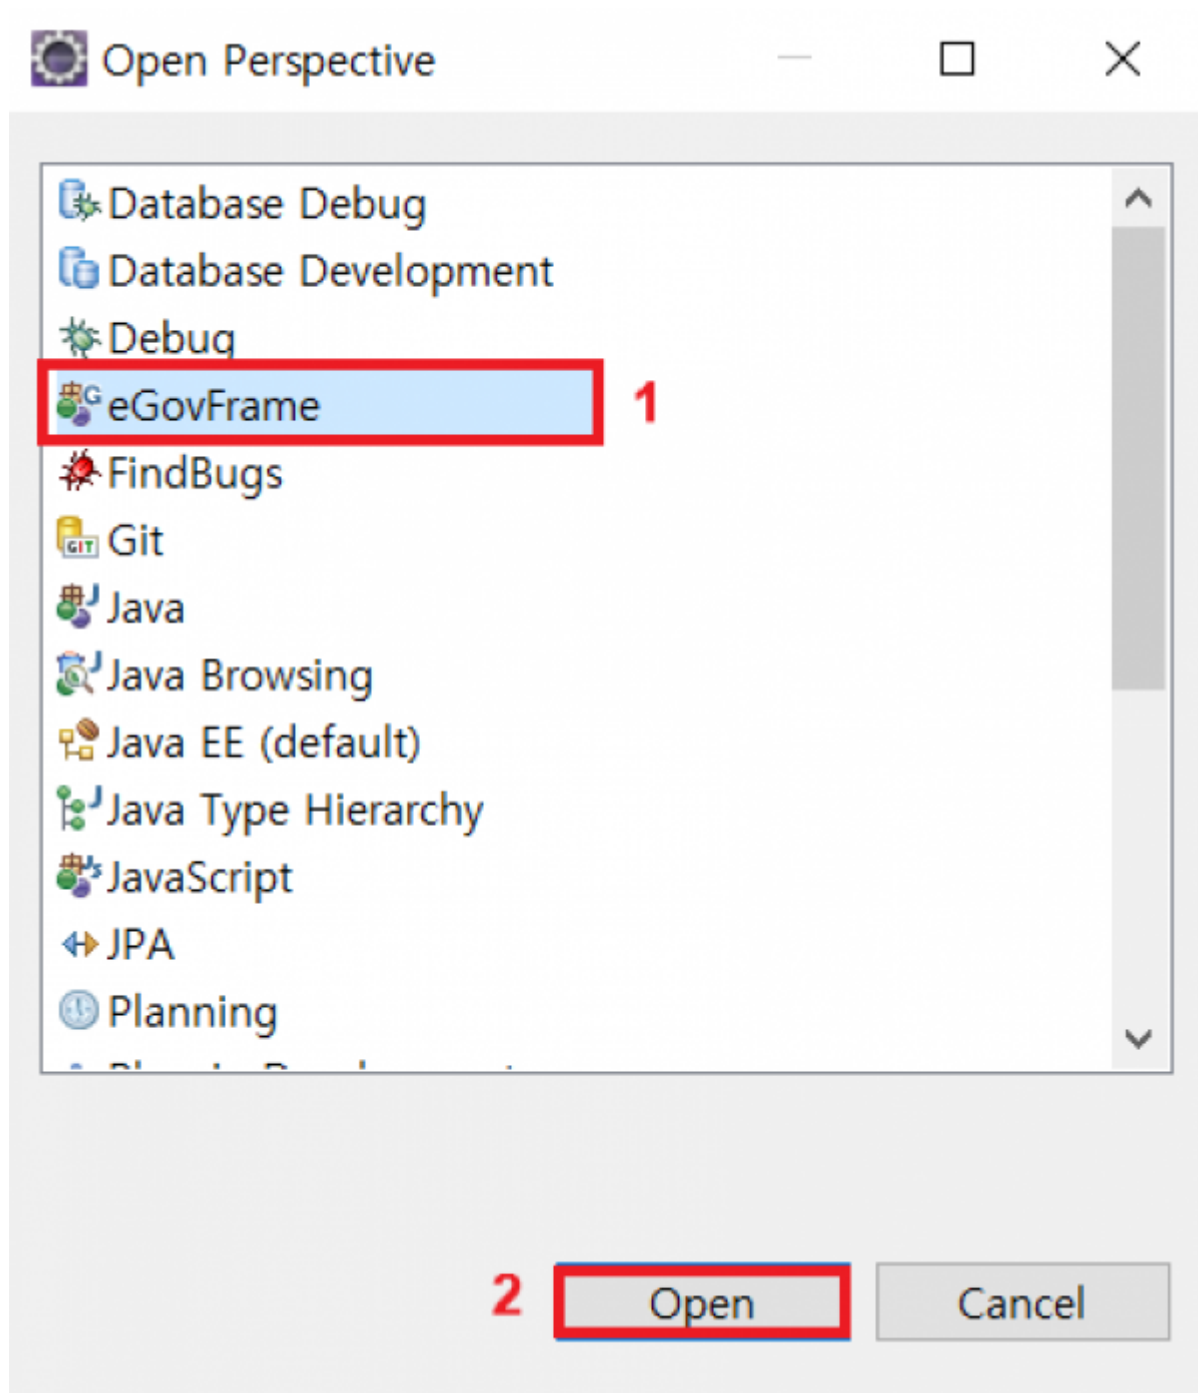 Open Perspective
Database Debug
Database Development
Debug
eGovFrame
1
FindBugs
Git
Java
Java Browsing
Java EE (default)
Java Type Hierarchy
JavaScript
JPA
Planning
2
Open
Cancel